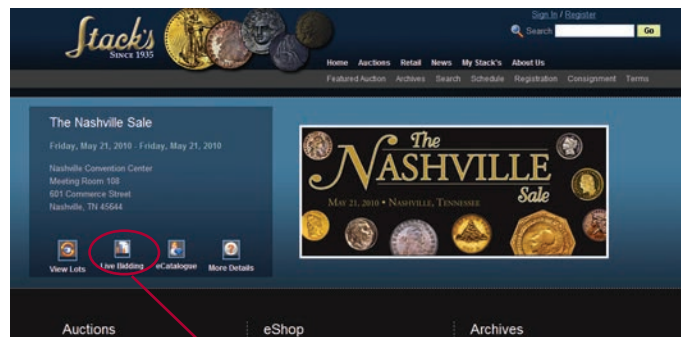 Stack's
Since 1935
Sign In / Register
Search
Go
Home Auctions Retail News My Stack's About Us
Featured Auction Archives Search Schedule Registration Consignment Terms
The Nashville Sale
Friday, May 21, 2010 - Friday, May 21, 2010
Nashville Convention Center
Meeting Room 108
601 Commerce Street
Nashville, TN 45644
View Lots Live Bidding eCatalogue More Details
The
NASHVILLE
May 21, 2010 • Nashville, Tennessee
Sale
Auctions eShop Archives